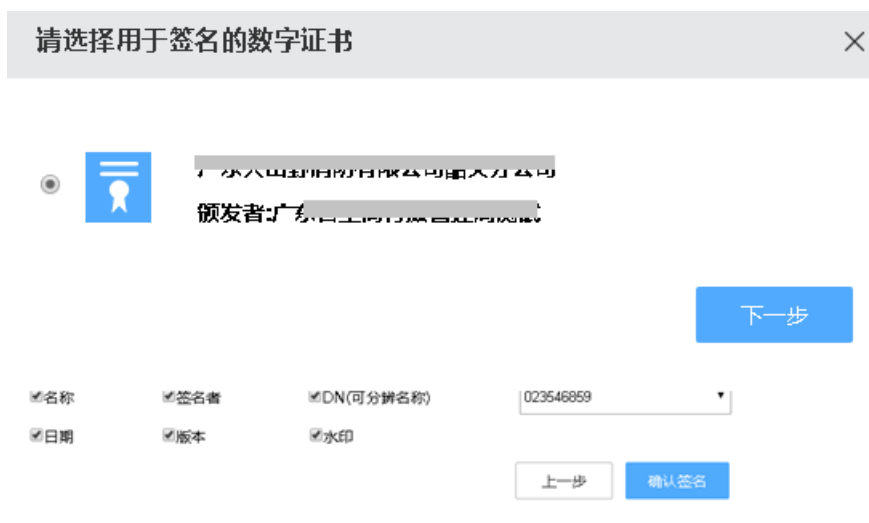 请选择用于签名的数字证书
颁发者:广东
下一步
名称 签名者 DN(可分辨名称) 023546859
日期 版本 水印
上一步 确认签名